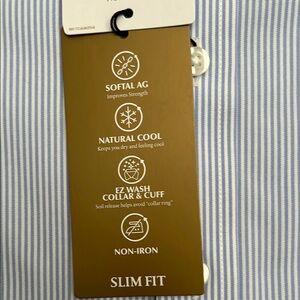 SOFTAL AG
Improves Strength
NATURAL COOL
Keeps you dry and feeling cool
EZ WASH
COLLAR & CUFF
Soil release helps avoid "collar ring"
NON-IRON
SLIM FIT